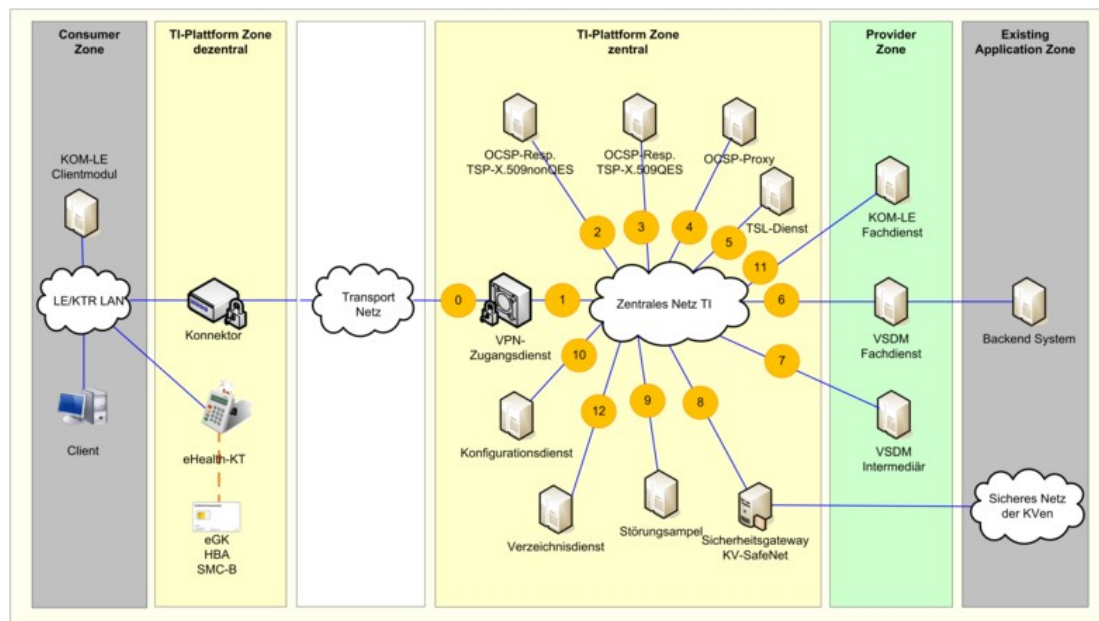 Consumer
Zone
TI-Plattform Zone
dezentral
TI-Plattform Zone
zentral
Provider
Zone
Existing
Application Zone
KOM-LE
Clientmodul
LE/KTR LAN
Client
Konnektor
eHealth-KT
eGK
HBA
SMC-B
Transport
Netz
OCSP-Resp.
TSP-X.509nonQES
OCSP-Resp.
TSP-X.509QES
OCSP-Proxy
TSL-Dienst
2
3
4
5
11
0
1
Zentrales Netz TI
6
VPN-
Zugangsdienst
10
12
9
8
7
Konfigurationsdienst
Verzeichnisdienst
Störungsampel
Sicherheitsgateway
KV-SafeNet
KOM-LE
Fachdienst
VSDM
Fachdienst
VSDM
Intermediär
Backend System
Sicheres Netz
der KVen